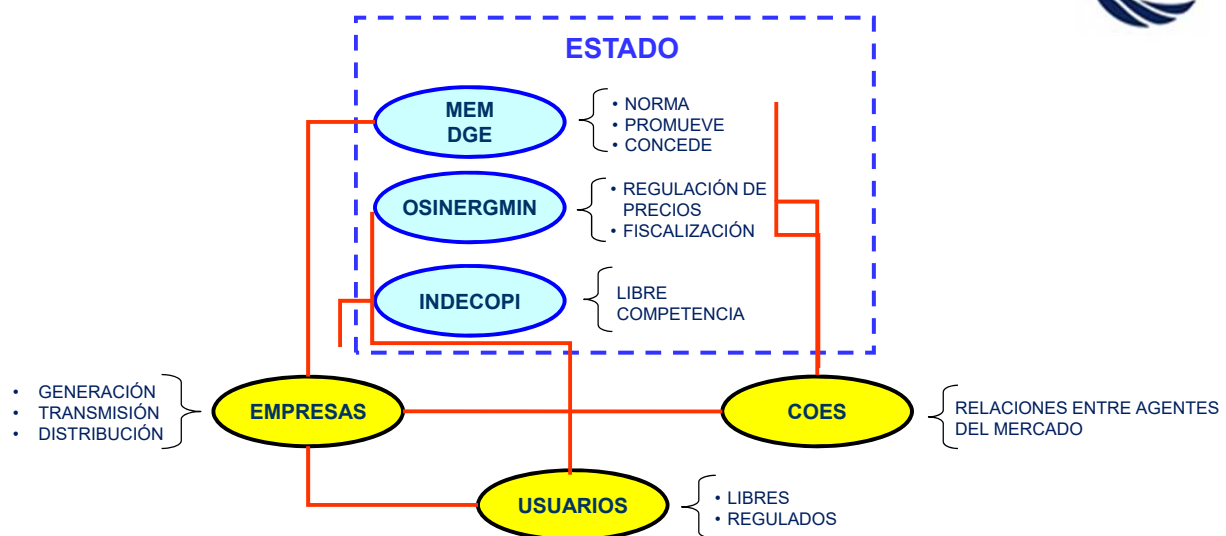 ESTADO
MEM
DGE
• NORMA
• PROMUEVE
• CONCEDE
OSINERGMIN
• REGULACIÓN DE
PRECIOS
• FISCALIZACIÓN
INDECOPI
LIBRE
COMPETENCIA
• GENERACIÓN
• TRANSMISIÓN
• DISTRIBUCIÓN
EMPRESAS
COES
RELACIONES ENTRE AGENTES
DEL MERCADO
USUARIOS
• LIBRES
• REGULADOS